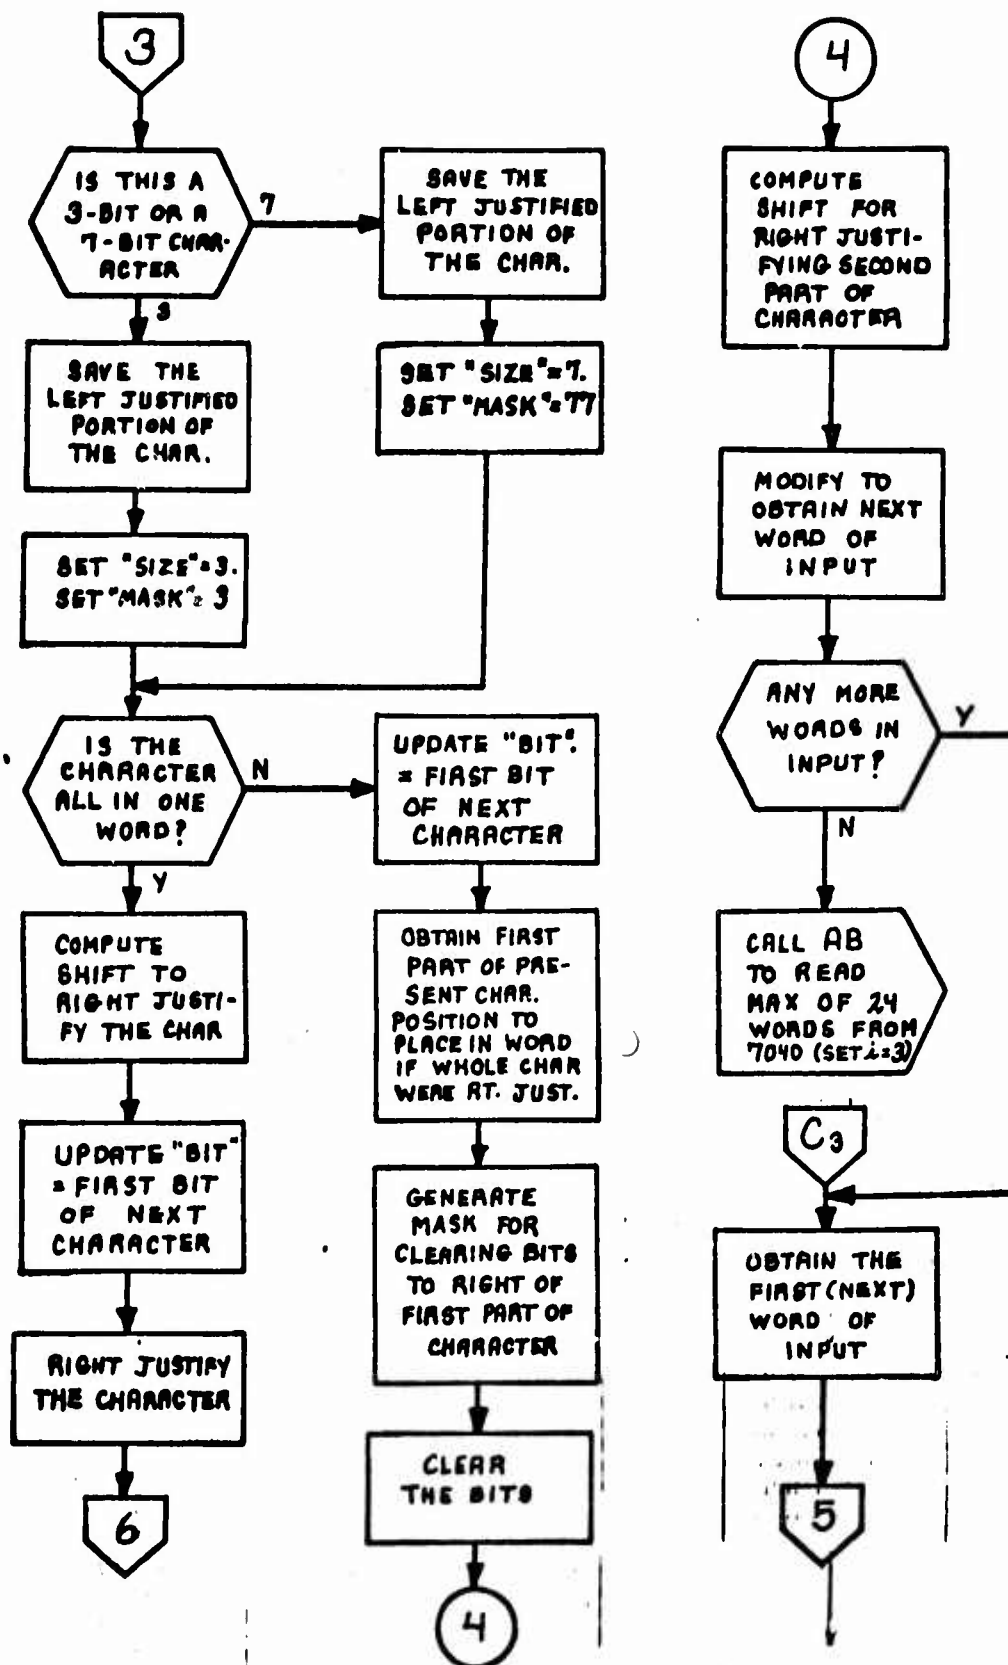 3
IS THIS A
3-BIT OR A
7-BIT CHAR-
ACTER
7
3
SAVE THE
LEFT JUSTIFIED
PORTION OF
THE CHAR.
SET "SIZE"=3.
SET "MASK"=3
SAVE THE
LEFT JUSTIFIED
PORTION OF
THE CHAR.
SET "SIZE"=7.
SET "MASK"=77
IS THE
CHARACTER
ALL IN ONE
WORD?
N
Y
COMPUTE
SHIFT TO
RIGHT JUSTI-
FY THE CHAR
UPDATE "BIT"
= FIRST BIT
OF NEXT
CHARACTER
RIGHT JUSTIFY
THE CHARACTER
6
UPDATE "BIT".
= FIRST BIT
OF NEXT
CHARACTER
OBTAIN FIRST
PART OF PRE-
SENT CHAR.
POSITION TO
PLACE IN WORD
IF WHOLE CHAR
WERE RT. JUST.
GENERATE
MASK FOR
CLEARING BITS
TO RIGHT OF
FIRST PART OF
CHARACTER
CLEAR
THE BITS
4
4
COMPUTE
SHIFT FOR
RIGHT JUSTI-
FYING SECOND
PART OF
CHARACTER
MODIFY TO
OBTAIN NEXT
WORD OF
INPUT
ANY MORE
WORDS IN
INPUT?
Y
N
CALL AB
TO READ
MAX OF 24
WORDS FROM
7040 (SET i=3)
C3
OBTAIN THE
FIRST (NEXT)
WORD OF
INPUT
5